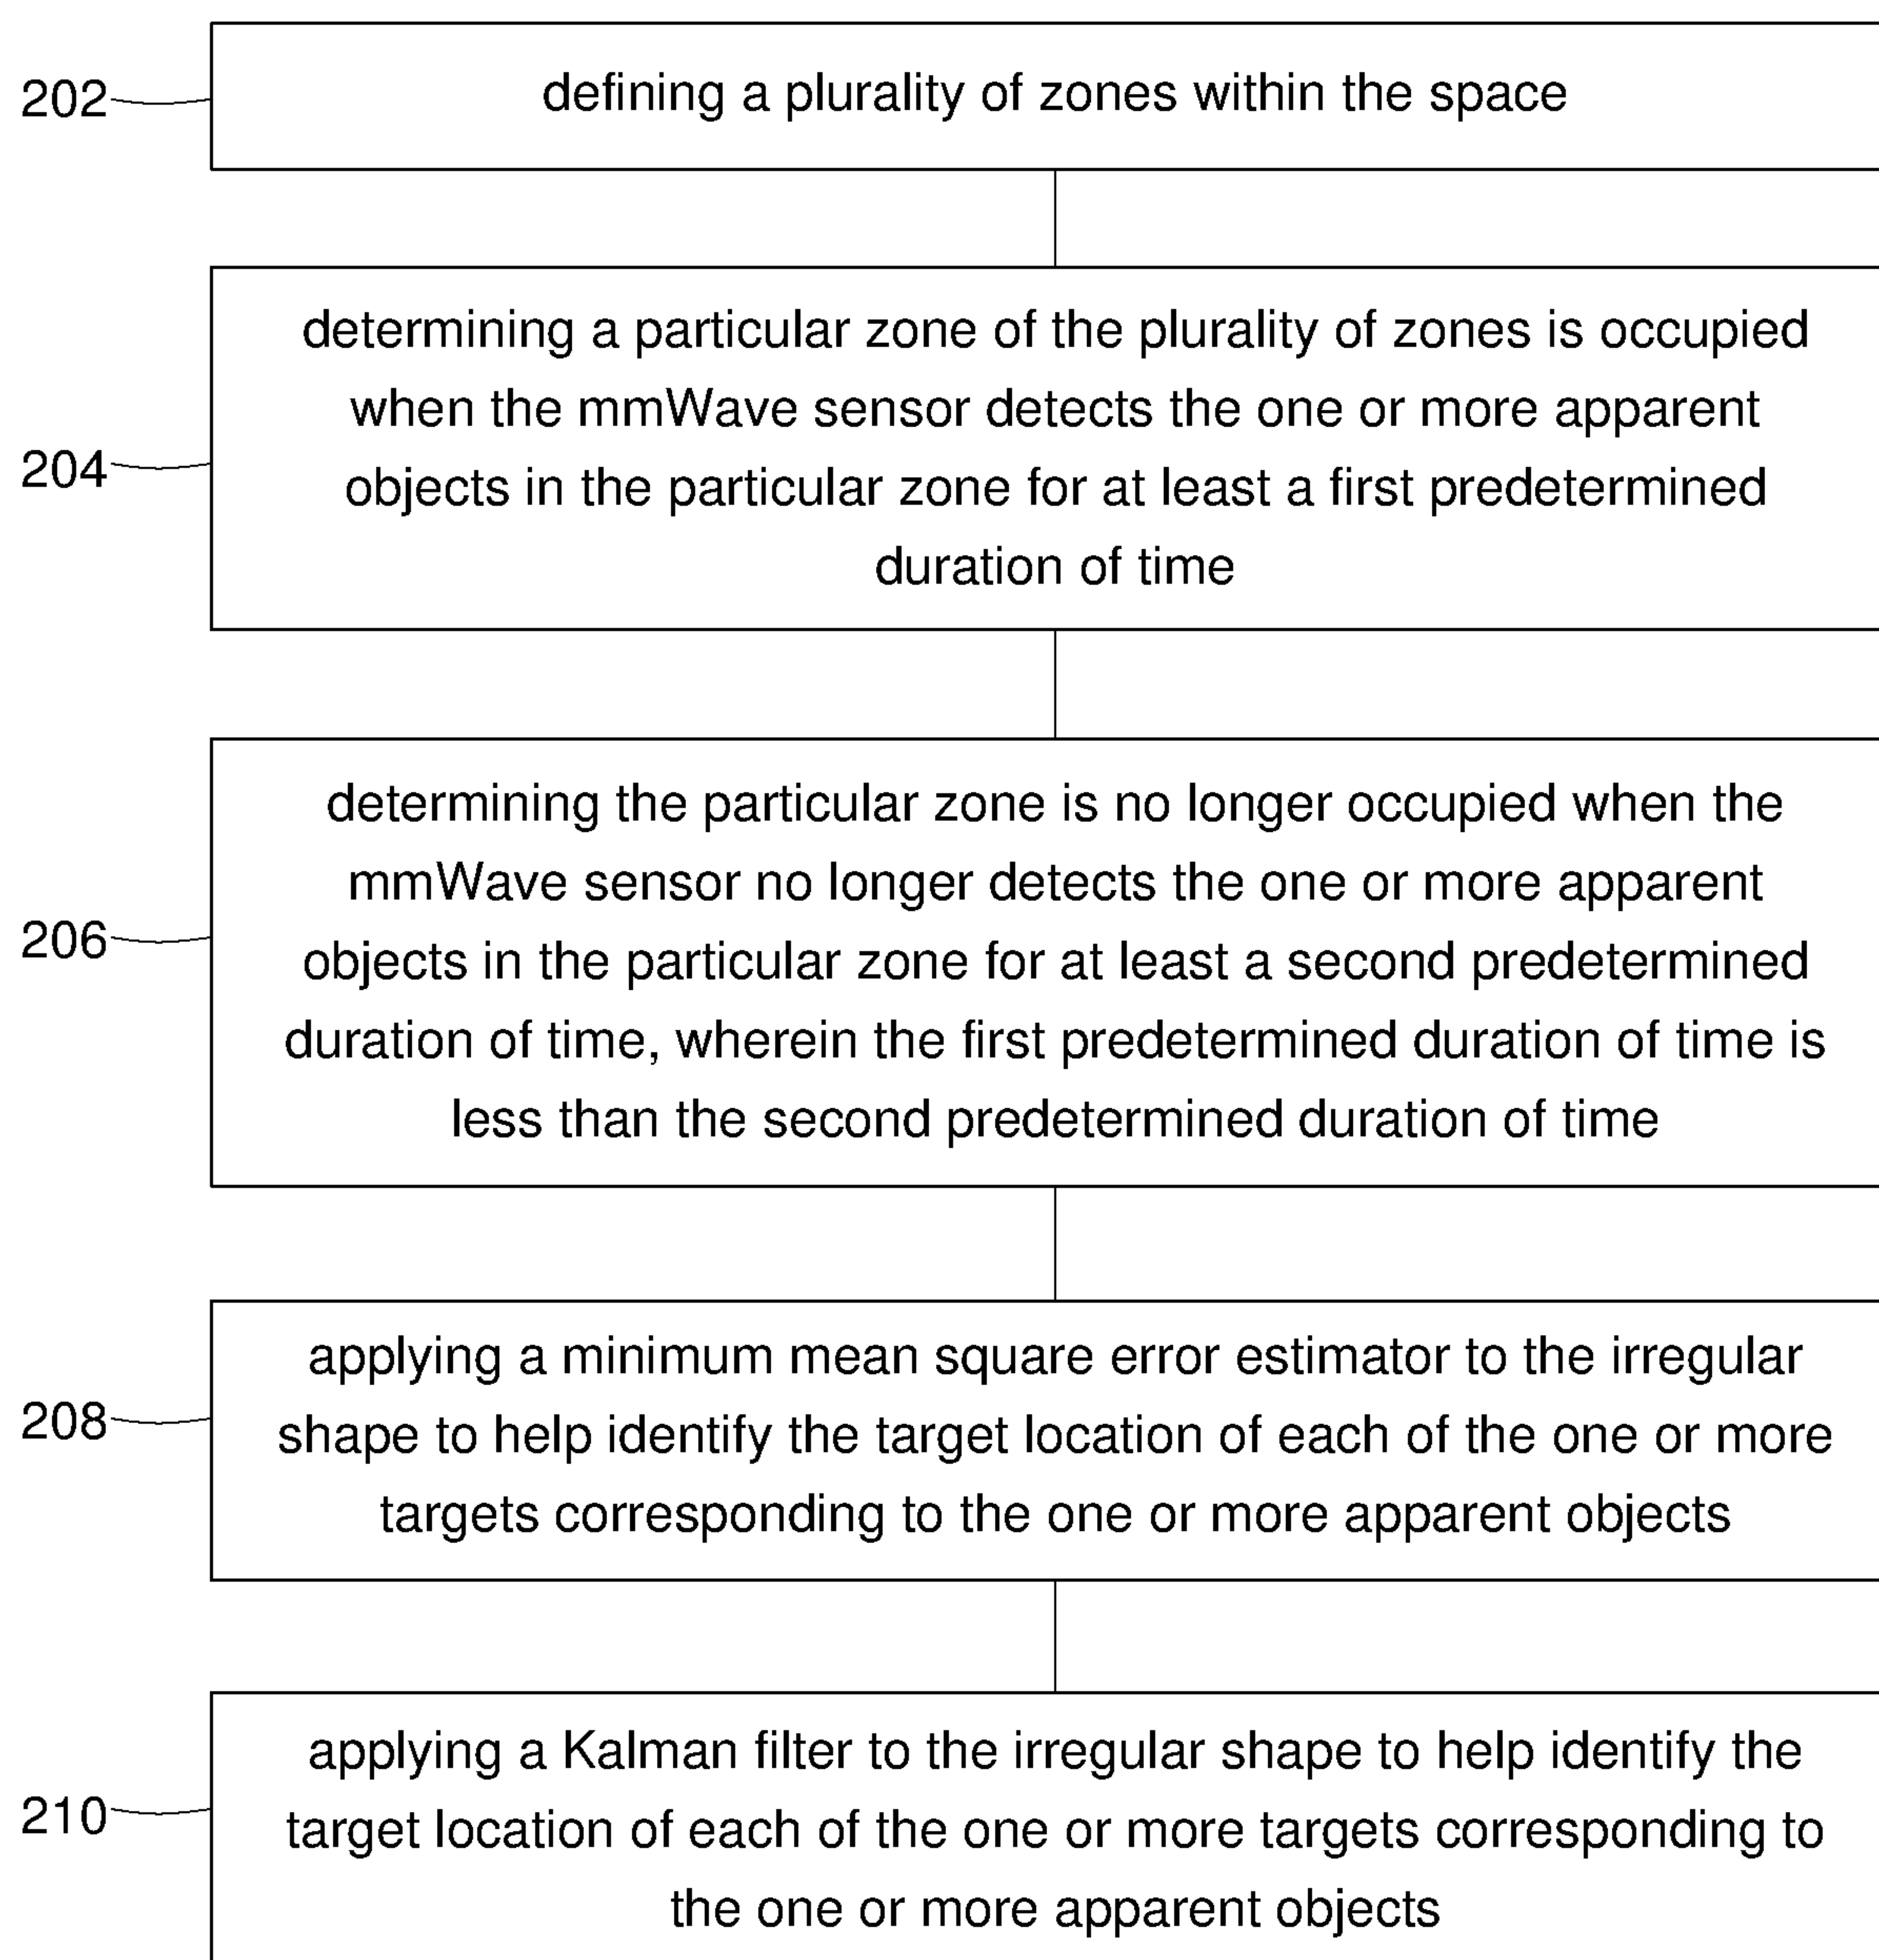 202
defining a plurality of zones within the space
204
determining a particular zone of the plurality of zones is occupied
when the mmWave sensor detects the one or more apparent
objects in the particular zone for at least a first predetermined
duration of time
206
determining the particular zone is no longer occupied when the
mmWave sensor no longer detects the one or more apparent
objects in the particular zone for at least a second predetermined
duration of time, wherein the first predetermined duration of time is
less than the second predetermined duration of time
208
applying a minimum mean square error estimator to the irregular
shape to help identify the target location of each of the one or more
targets corresponding to the one or more apparent objects
210
applying a Kalman filter to the irregular shape to help identify the
target location of each of the one or more targets corresponding to
the one or more apparent objects